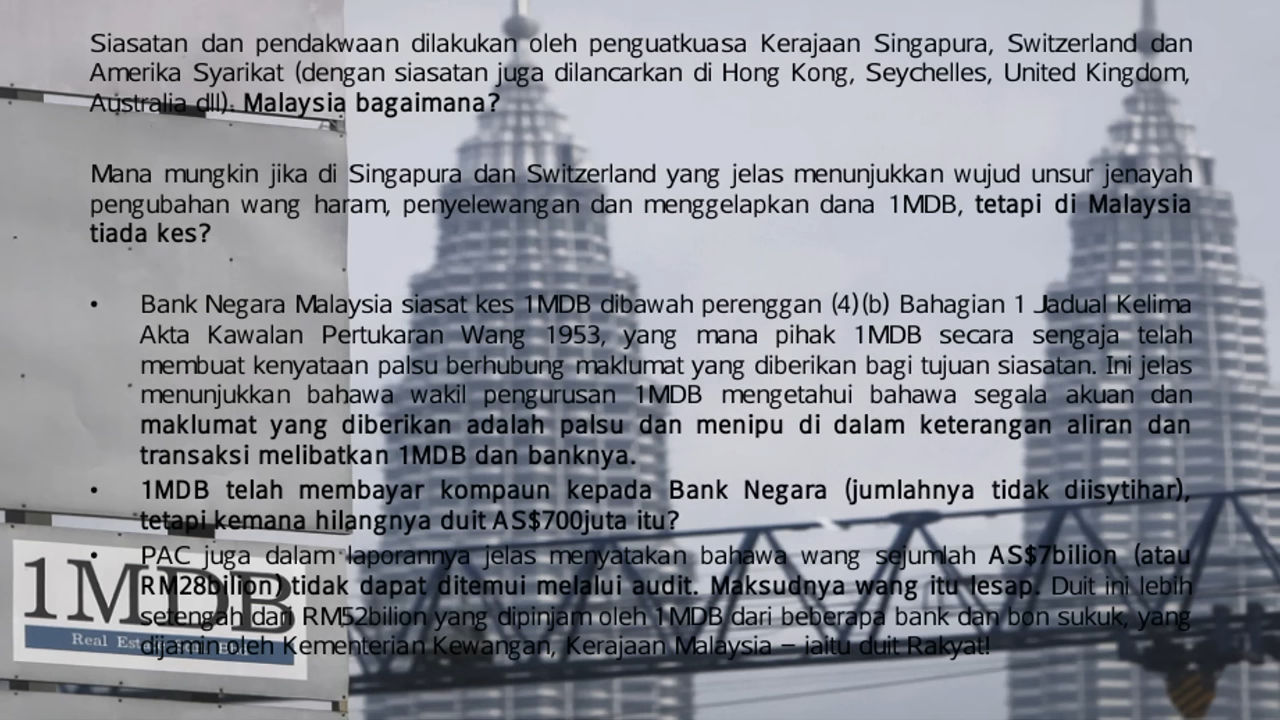 Siasatan dan pendakwaan dilakukan oleh penguatkuasa Kerajaan Singapura, Switzerland dan
Amerika Syarikat (dengan siasatan juga dilancarkan di Hong Kong, Seychelles, United Kingdom,
Australia dll). Malaysia bagaimana?
Mana mungkin jika di Singapura dan Switzerland yang jelas menunjukkan wujud unsur jenayah
pengubahan wang haram, penyelewangan dan menggelapkan dana 1MDB, tetapi di Malaysia
tiada kes?
• Bank Negara Malaysia siasat kes 1MDB dibawah perenggan (4)(b) Bahagian 1 Jadual Kelima
Akta Kawalan Pertukaran Wang 1953, yang mana pihak 1MDB secara sengaja telah
membuat kenyataan palsu berhubung maklumat yang diberikan bagi tujuan siasatan. Ini jelas
menunjukkan bahawa wakil pengurusan 1MDB mengetahui bahawa segala akuan dan
maklumat yang diberikan adalah palsu dan menipu di dalam keterangan aliran dan
transaksi melibatkan 1MDB dan banknya.
• 1MDB telah membayar kompaun kepada Bank Negara (jumlahnya tidak diisytihar),
tetapi kemana hilangnya duit AS$700juta itu?
• PAC juga dalam laporannya jelas menyatakan bahawa wang sejumlah AS$7bilion (atau
RM28bilion) tidak dapat ditemui melalui audit. Maksudnya wang itu lesap. Duit ini lebih
setengah dari RM52bilion yang dipinjam oleh 1MDB dari beberapa bank dan bon sukuk, yang
dijamin oleh Kementerian Kewangan, Kerajaan Malaysia – iaitu duit Rakyat!
1MDB
Real